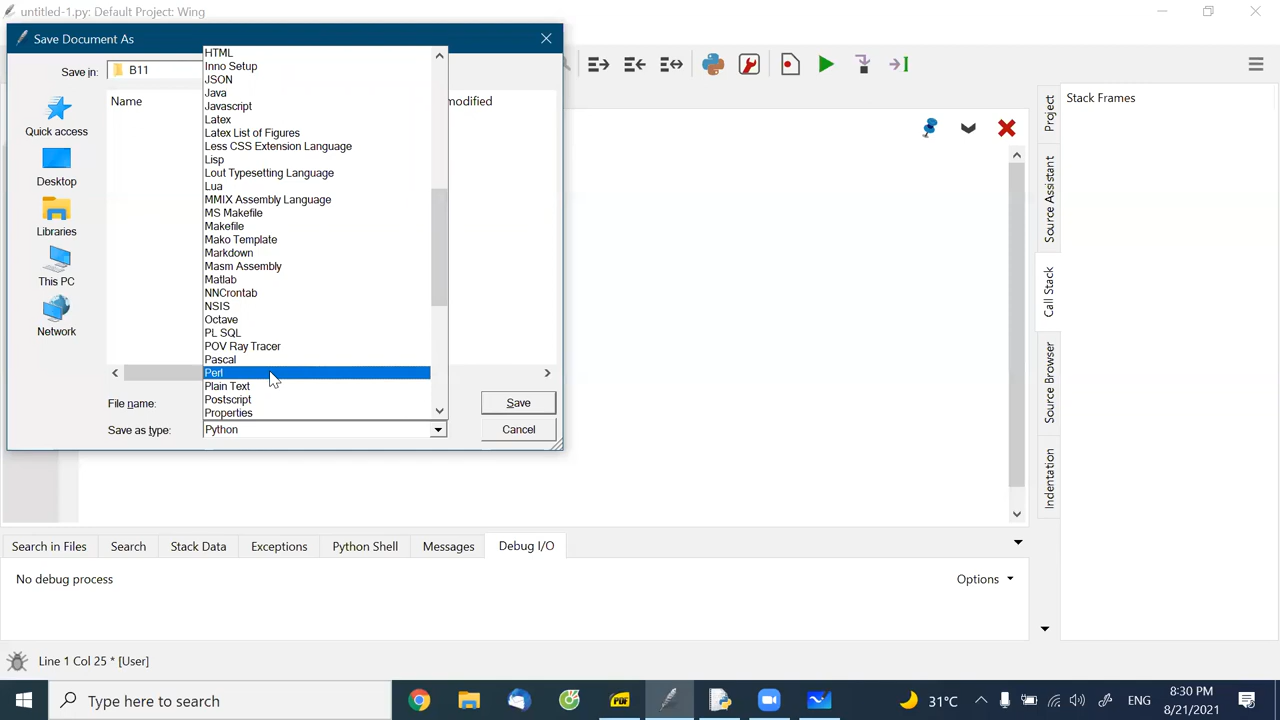 untitled-1.py: Default Project: Wing
Save Document As
Save in:
B11
Name
modified
Quick access
Desktop
Libraries
This PC
Network
HTML
Inno Setup
JSON
Java
Javascript
Latex
Latex List of Figures
Less CSS Extension Language
Lisp
Lout Typesetting Language
Lua
MMIX Assembly Language
MS Makefile
Makefile
Mako Template
Markdown
Masm Assembly
Matlab
NNCrontab
NSIS
Octave
PL SQL
POV Ray Tracer
Pascal
Perl
Plain Text
Postscript
Properties
File name:
Save
Save as type:
Python
Cancel
Stack Frames
Project
Source Assistant
Call Stack
Source Browser
Indentation
Search in Files
Search
Stack Data
Exceptions
Python Shell
Messages
Debug I/O
No debug process
Options
Line 1 Col 25 * [User]
Type here to search
PDF
31°C
ENG
8:30 PM
8/21/2021